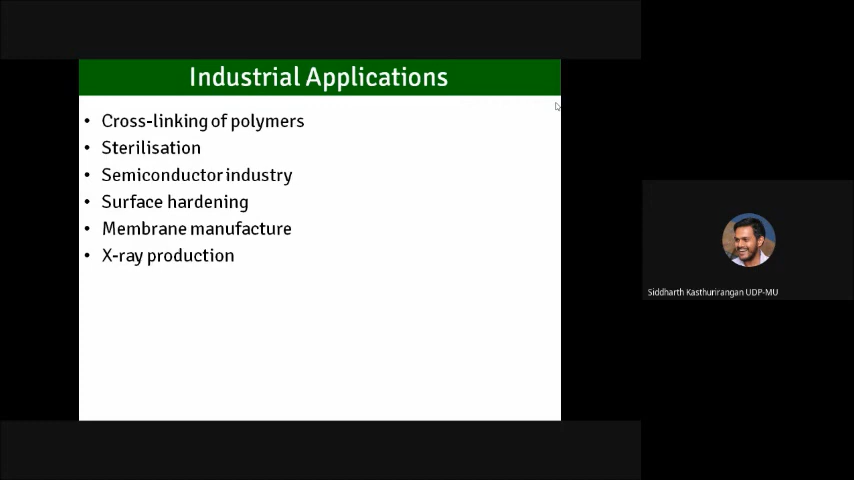 Industrial Applications
• Cross-linking of polymers
• Sterilisation
• Semiconductor industry
• Surface hardening
• Membrane manufacture
• X-ray production
Siddharth Kasthurirangan UDP-MU